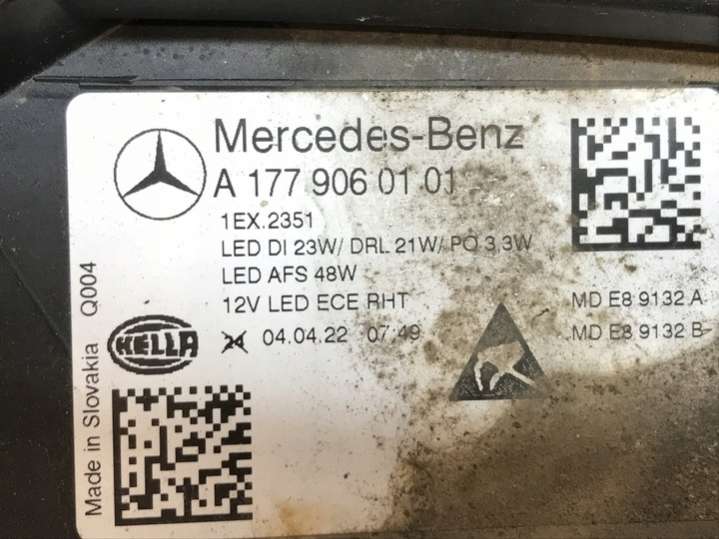 Mercedes-Benz
A 177 906 01 01
1EX.2351
LED DI 23W/ DRL 21W/ PO 3,3W
LED AFS 48W
12V LED ECE RHT
MD E8 9132 A
HELLA
24 04.04.22 07:49
MD E8 9132 B
Made in Slovakia Q004